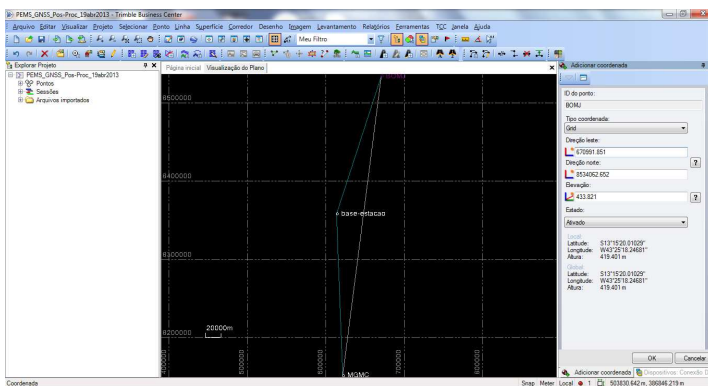 PEMS_GNSS_Pos-Proc_19abr2013 - Trimble Business Center
Arquivo Editar Visualizar Projeto Selecionar Ponto Linha Superfície Corredor Desenho Imagem Levantamento Relatórios Ferramentas TCC Janela Ajuda
Meu Filtro
Explorar Projeto
Página inicial Visualização do Plano
Adicionar coordenada
PEMS_GNSS_Pos-Proc_19abr2013
Pontos
Sessões
Arquivos importados
BOMJ
8500000
8400000
base-estacao
8300000
20000m
8200000
500000
600000
700000
800000
MGMC
ID do ponto:
BOMJ
Tipo coordenada:
Grid
Direção leste:
670991.851
?
Direção norte:
8534062.652
Elevação:
433.821
?
Estado:
Ativado
Local
Latitude: S13°15'20.01029"
Longitude: W43°25'18.24681"
Altura: 419.401 m
Global
Latitude: S13°15'20.01029"
Longitude: W43°25'18.24681"
Altura: 419.401 m
OK Cancelar
Adicionar coordenada Dispositivos Conexão D
Coordenada
Snap Meter Local 1 503830.642 m, 386846.219 m